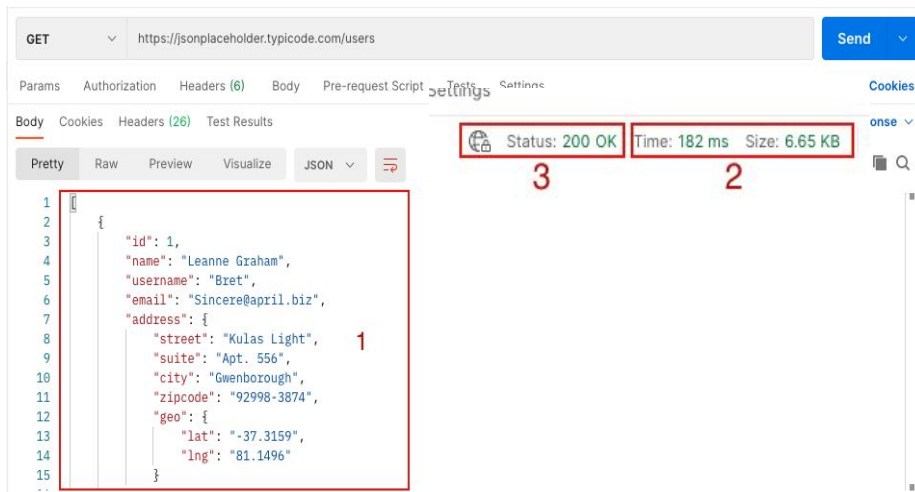 GET https://jsonplaceholder.typicode.com/users Send
Params Authorization Headers (6) Body Pre-request Script Tests Settings Cookies
Settings
Body Cookies Headers (26) Test Results onse
Status: 200 OK Time: 182 ms Size: 6.65 KB
3 2
Pretty Raw Preview Visualize JSON
1 [
2 {
3 "id": 1,
4 "name": "Leanne Graham",
5 "username": "Bret",
6 "email": "Sincere@april.biz",
7 "address": {
8 "street": "Kulas Light", 1
9 "suite": "Apt. 556",
10 "city": "Gwenborough",
11 "zipcode": "92998-3874",
12 "geo": {
13 "lat": "-37.3159",
14 "lng": "81.1496"
15 }